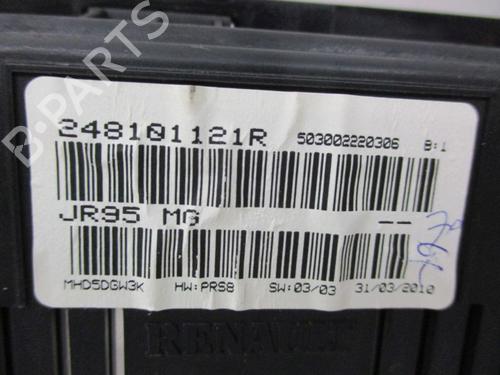 248101121R 503002220306 B:1
JR95 MG --
MHD5DGW3K HW:PRS8 SW:03/03 31/03/2010
RENAULT
B-PARTS